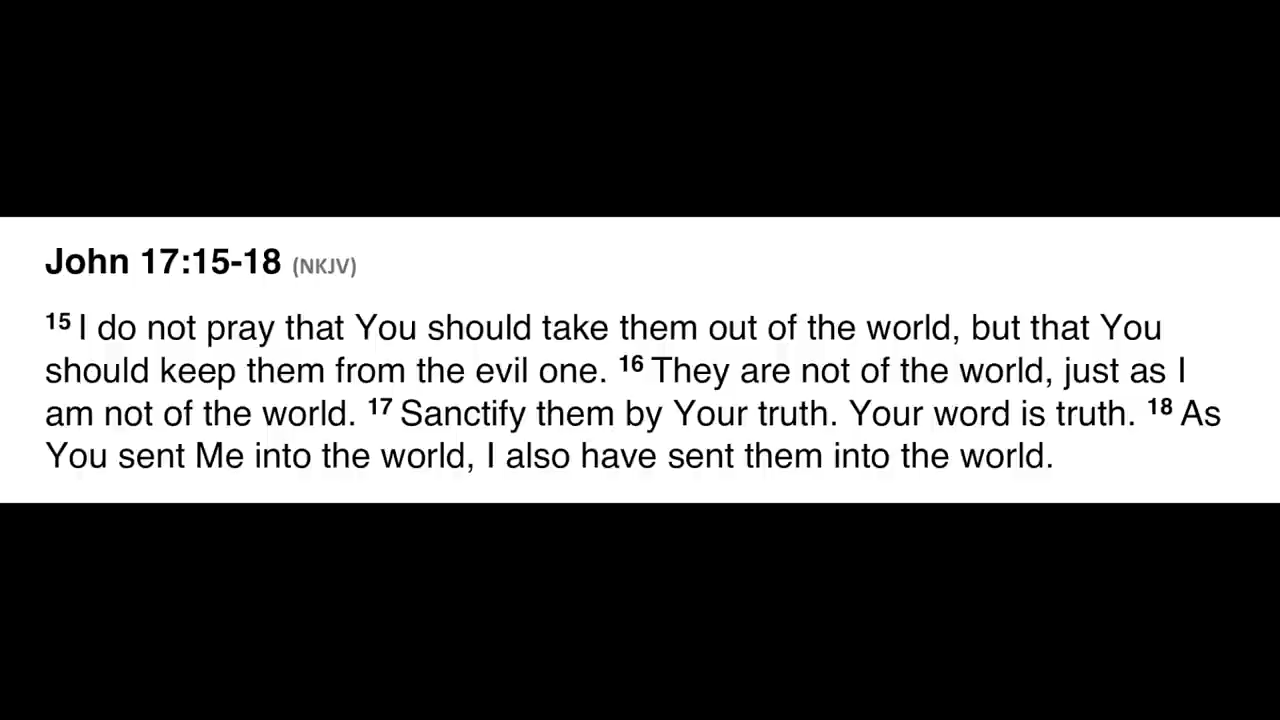 John 17:15-18 (NKJV)
15 I do not pray that You should take them out of the world, but that You
should keep them from the evil one. 16 They are not of the world, just as I
am not of the world. 17 Sanctify them by Your truth. Your word is truth. 18 As
You sent Me into the world, I also have sent them into the world.